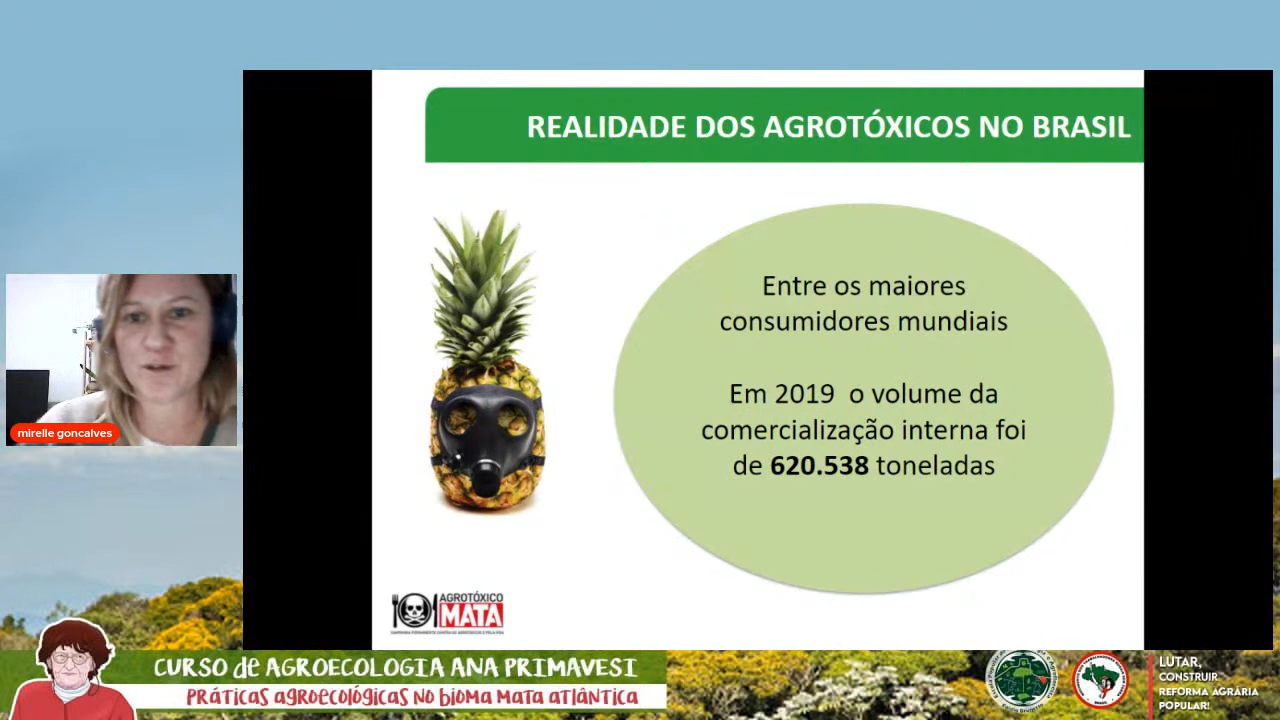 REALIDADE DOS AGROTÓXICOS NO BRASIL
Entre os maiores
consumidores mundiais
Em 2019 o volume da
comercialização interna foi
de 620.538 toneladas
mirelle goncalves
AGROTÓXICO
MATA
CURSO de AGROECOLOGIA ANA PRIMAVESI
PRÁTICAS AGROECOLÓGICAS NO BIOMA MATA ATLÂNTICA
LUTAR,
CONSTRUIR
REFORMA AGRÁRIA
POPULAR!